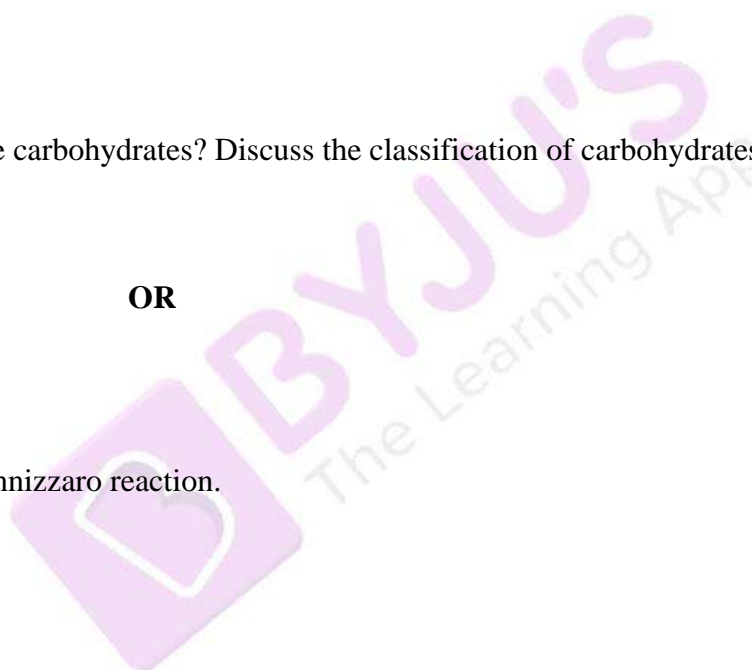 e carbohydrates? Discuss the classification of carbohydrates
OR
nnizzaro reaction.
BYJU'S
The Learning App